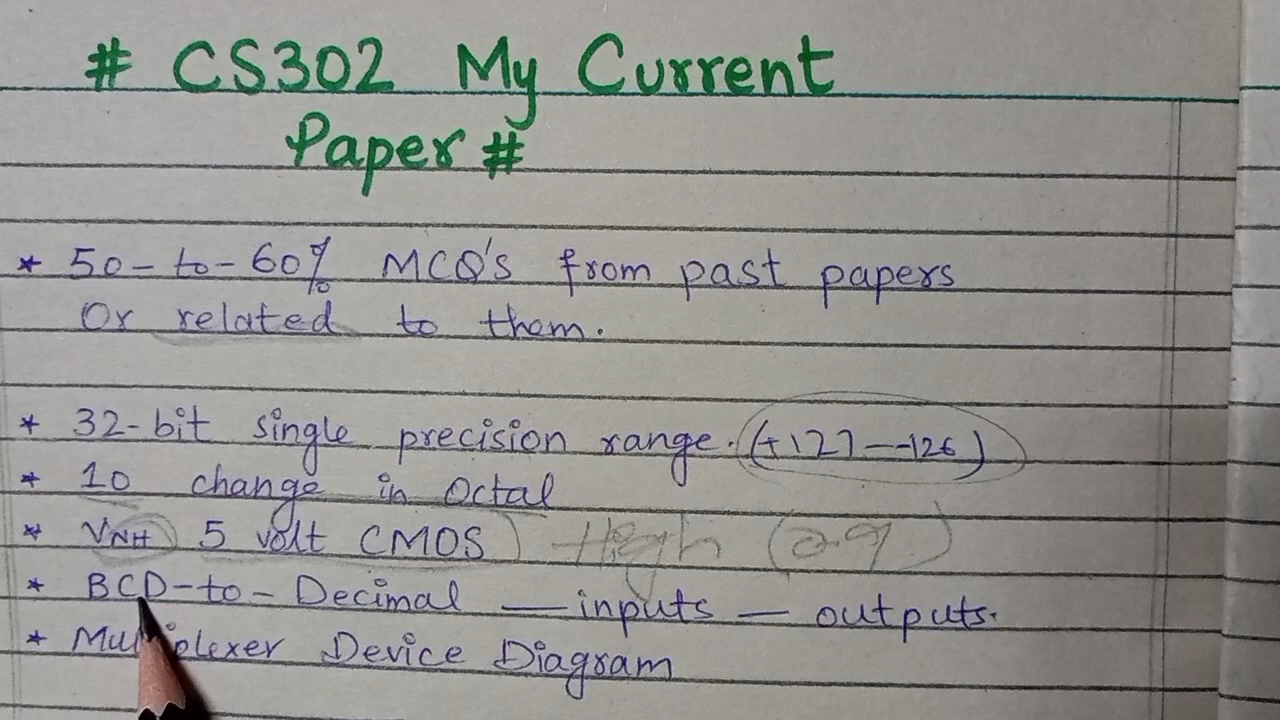 # CS302 My Current
Paper #
* 50-to-60% MCQ's from past papers
Or related to them.
* 32-bit single precision range. (+127--126)
* 10 change in Octal
* VNH 5 volt CMOS) High
* BCD-to-Decimal — inputs — outputs.
* Multiplexer Device Diagram